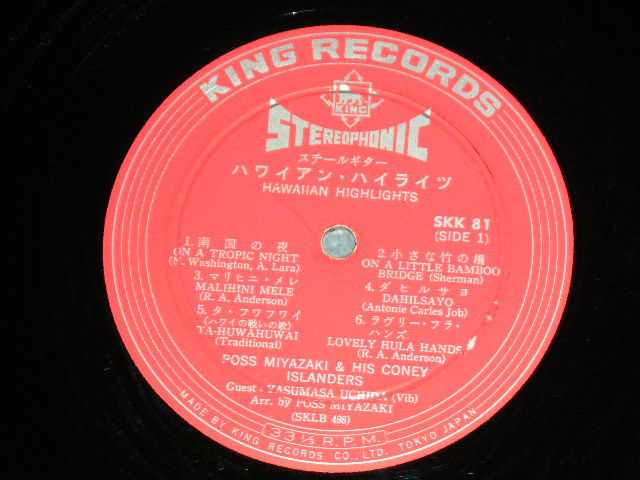 KING RECORDS
KING
STEREOPHONIC
スチールギター
ハワイアン・ハイライツ
HAWAIIAN HIGHLIGHTS
SKK 81
(SIDE 1)
1. 南国の夜
ON A TROPIC NIGHT
(N. Washington, A. Lara)
2. 小さな竹の橋
ON A LITTLE BAMBOO
BRIDGE (Sherman)
3. マリヒニ・メレ
MALIHINI MELE
(R. A. Anderson)
4. ダヒルサヨ
DAHILSAYO
(Antonie Carles Job)
5. タ・フワフワイ
(ハワイの戦いの歌)
TA-HUWAHUWAI
(Traditional)
6. ラヴリー・フラ・
ハンズ
LOVELY HULA HANDS
(R. A. Anderson)
POSS MIYAZAKI & HIS CONEY
ISLANDERS
Guest : YASUMASA UCHIDA (Vib)
Arr. by POSS MIYAZAKI
(SKLB 498)
33⅓ R.P.M.
MADE BY KING RECORDS CO., LTD. TOKYO JAPAN